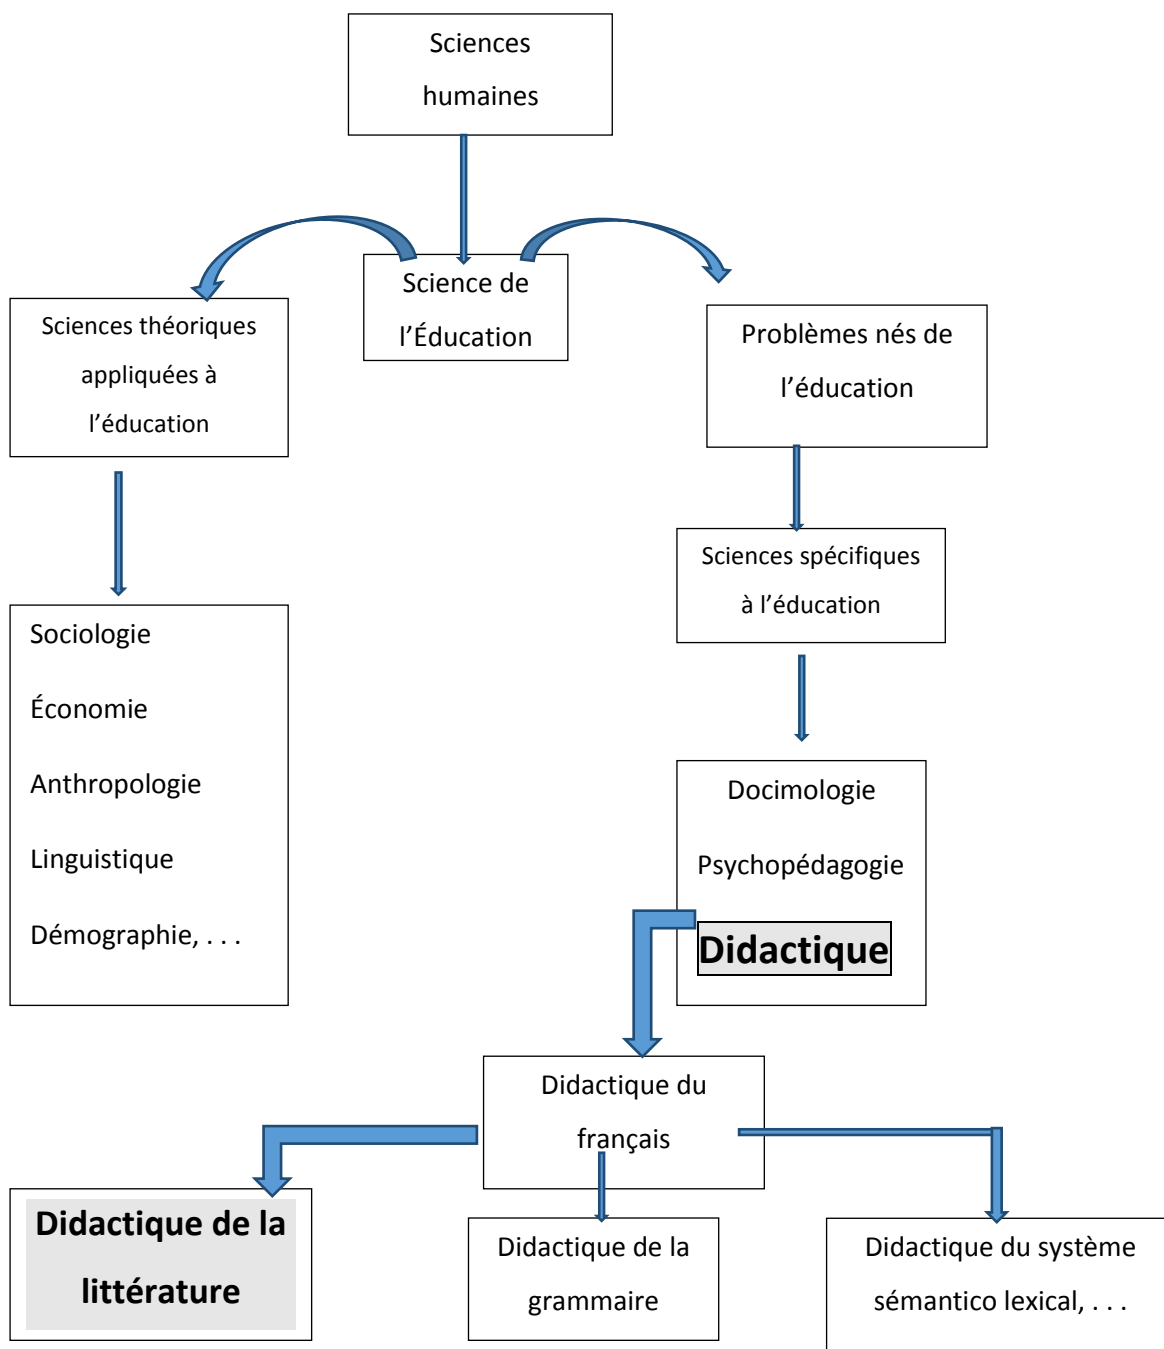 Sciences
humaines
Science de
l’Éducation
Sciences théoriques
appliquées à
l’éducation
Problèmes nés de
l’éducation
Sciences spécifiques
à l’éducation
Sociologie
Économie
Anthropologie
Linguistique
Démographie, . . .
Docimologie
Psychopédagogie
Didactique
Didactique du
français
Didactique de la
littérature
Didactique de la
grammaire
Didactique du système
sémantico lexical, . . .